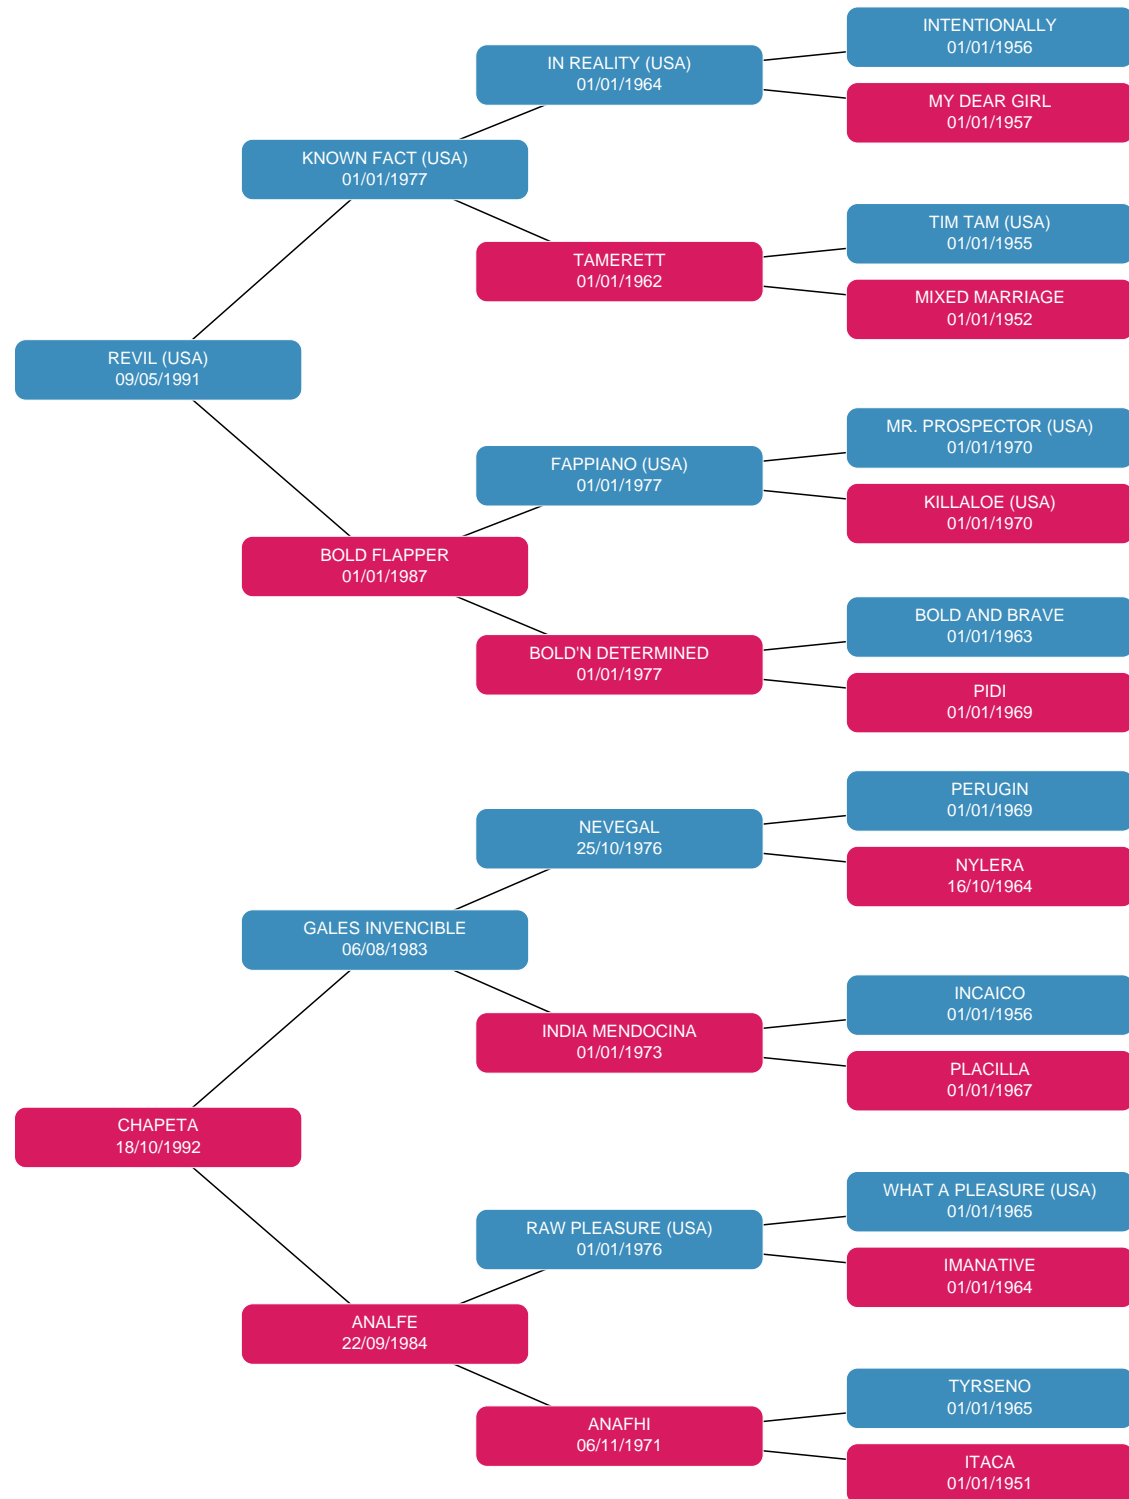 INTENTIONALLY
01/01/1956
IN REALITY (USA)
01/01/1964
MY DEAR GIRL
01/01/1957
KNOWN FACT (USA)
01/01/1977
TIM TAM (USA)
01/01/1955
TAMERETT
01/01/1962
MIXED MARRIAGE
01/01/1952
REVIL (USA)
09/05/1991
MR. PROSPECTOR (USA)
01/01/1970
FAPPIANO (USA)
01/01/1977
KILLALOE (USA)
01/01/1970
BOLD FLAPPER
01/01/1987
BOLD AND BRAVE
01/01/1963
BOLD'N DETERMINED
01/01/1977
PIDI
01/01/1969
PERUGIN
01/01/1969
NEVEGAL
25/10/1976
NYLERA
16/10/1964
GALES INVENCIBLE
06/08/1983
INCAICO
01/01/1956
INDIA MENDOCINA
01/01/1973
PLACILLA
01/01/1967
CHAPETA
18/10/1992
WHAT A PLEASURE (USA)
01/01/1965
RAW PLEASURE (USA)
01/01/1976
IMANATIVE
01/01/1964
ANALFE
22/09/1984
TYRSENO
01/01/1965
ANAFHI
06/11/1971
ITACA
01/01/1951